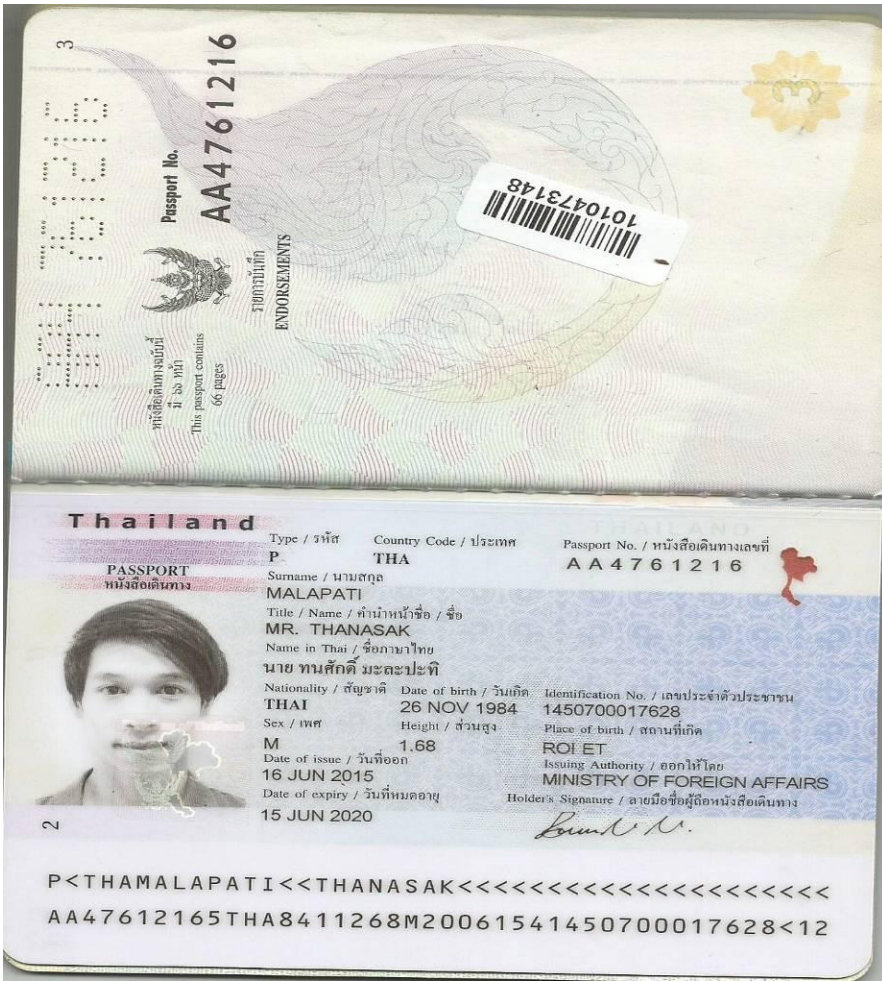 3
Passport No.
AA4761216
หนังสือเดินทางฉบับนี้
มี ๖๖ หน้า
This passport contains
66 pages
รายการบันทึก
ENDORSEMENTS
1010473148
3
Thailand
PASSPORT
หนังสือเดินทาง
Type / รหัส Country Code / ประเทศ Passport No. / หนังสือเดินทางเลขที่
P THA AA4761216
Surname / นามสกุล
MALAPATI
Title / Name / คำนำหน้าชื่อ / ชื่อ
MR. THANASAK
Name in Thai / ชื่อภาษาไทย
นาย ทนศักดิ์ มะละปะทิ
Nationality / สัญชาติ Date of birth / วันเกิด Identification No. / เลขประจำตัวประชาชน
THAI 26 NOV 1984 1450700017628
Sex / เพศ Height / ส่วนสูง Place of birth / สถานที่เกิด
M 1.68 ROI ET
Date of issue / วันที่ออก Issuing Authority / ออกให้โดย
16 JUN 2015 MINISTRY OF FOREIGN AFFAIRS
Date of expiry / วันที่หมดอายุ Holder's Signature / ลายมือชื่อผู้ถือหนังสือเดินทาง
15 JUN 2020
2
P<THAMALAPATI<<THANASAK<<<<<<<<<<<<<<<<<<<<<
AA47612165THA8411268M20061541450700017628<12